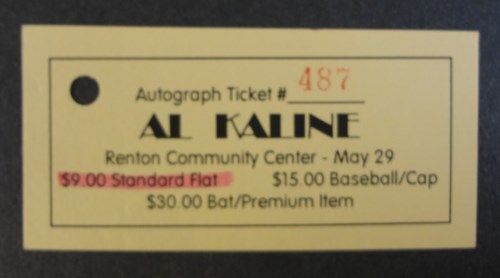 Autograph Ticket # 487
AL KALINE
Renton Community Center - May 29
$9.00 Standard Flat $15.00 Baseball/Cap
$30.00 Bat/Premium Item